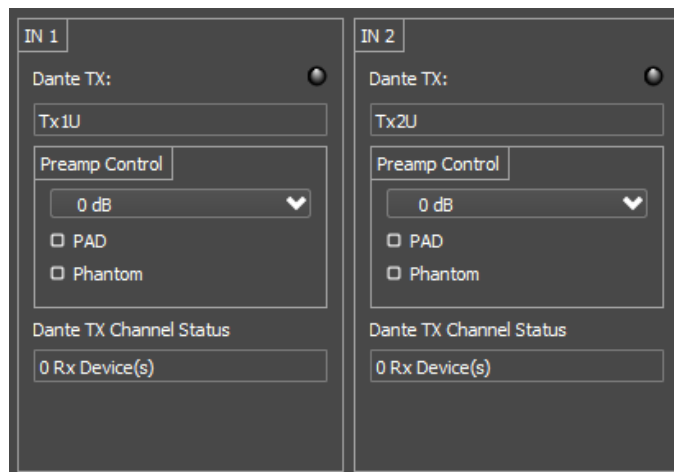 IN 1
Dante TX:
Tx1U
Preamp Control
0 dB
PAD
Phantom
Dante TX Channel Status
0 Rx Device(s)
IN 2
Dante TX:
Tx2U
Preamp Control
0 dB
PAD
Phantom
Dante TX Channel Status
0 Rx Device(s)